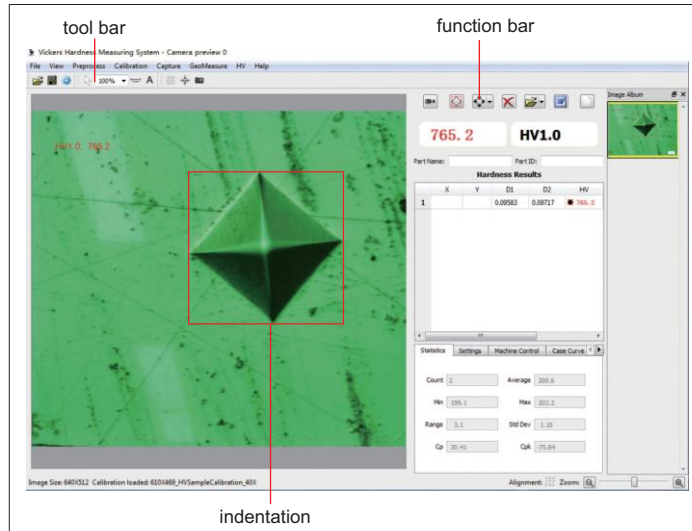 tool bar
function bar
Vickers Hardness Measuring System - Camera preview 0
File View Preprocess Calibration Capture GeoMeasure HV Help
100% A
Image Album
HV1.0: 765.2
765.2 HV1.0
Part Name: Part ID:
Hardness Results
X Y D1 D2 HV
1 0.09583 0.09717 765.2
Statistics Settings Machine Control Case Curve
Count 2 Average 200.6
Min 199.1 Max 202.2
Range 3.1 Std Dev 1.10
Cp 30.41 Cpk -75.84
Image Size: 640X512 Calibration loaded: 610X469_HVSampleCalibration_40X
Alignment: Zoom:
indentation